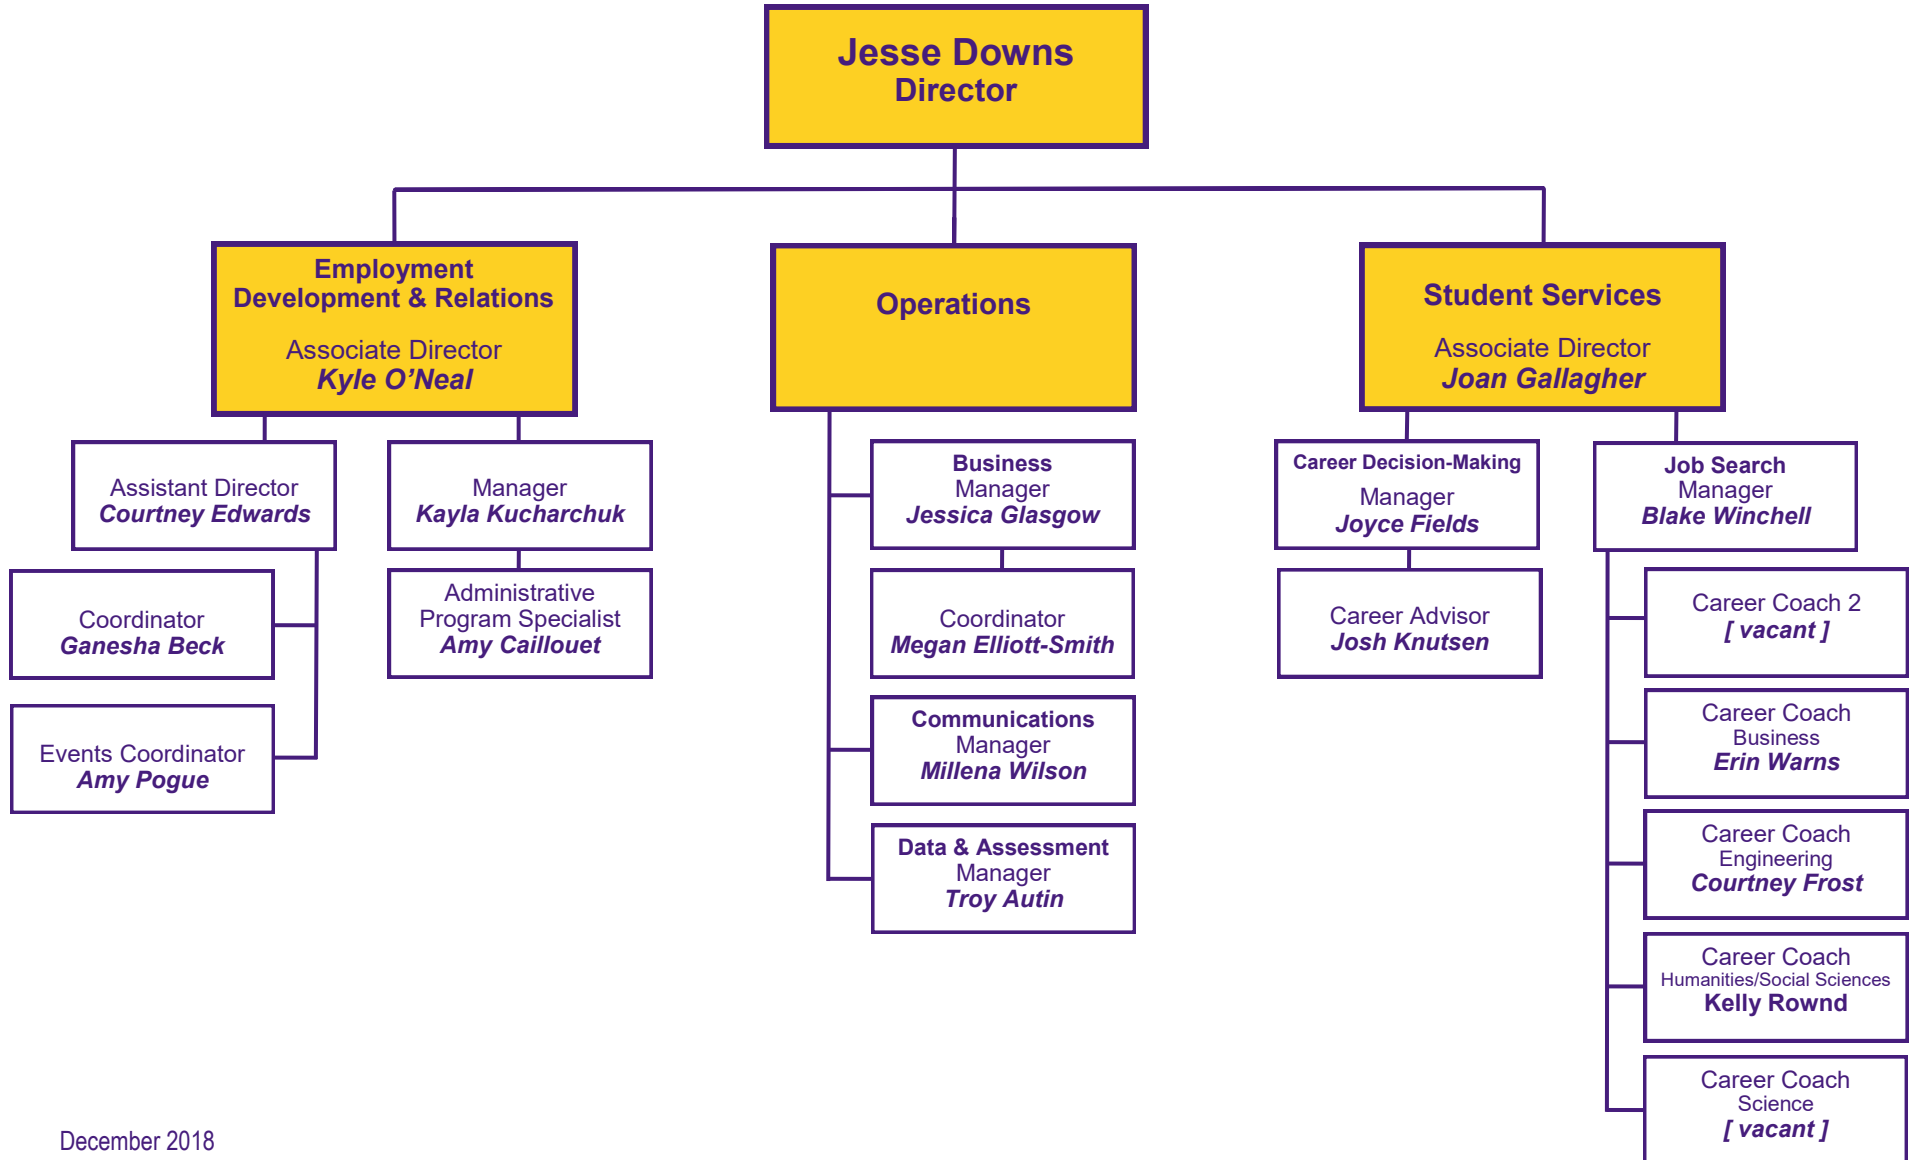 Jesse Downs
Director
Employment
Development & Relations
Associate Director
Kyle O’Neal
Operations
Student Services
Associate Director
Joan Gallagher
Assistant Director
Courtney Edwards
Manager
Kayla Kucharchuk
Coordinator
Ganesha Beck
Administrative
Program Specialist
Amy Caillouet
Events Coordinator
Amy Pogue
Business
Manager
Jessica Glasgow
Coordinator
Megan Elliott-Smith
Communications
Manager
Millena Wilson
Data & Assessment
Manager
Troy Autin
Career Decision-Making
Manager
Joyce Fields
Career Advisor
Josh Knutsen
Job Search
Manager
Blake Winchell
Career Coach 2
[ vacant ]
Career Coach
Business
Erin Warns
Career Coach
Engineering
Courtney Frost
Career Coach
Humanities/Social Sciences
Kelly Rownd
Career Coach
Science
[ vacant ]
December 2018